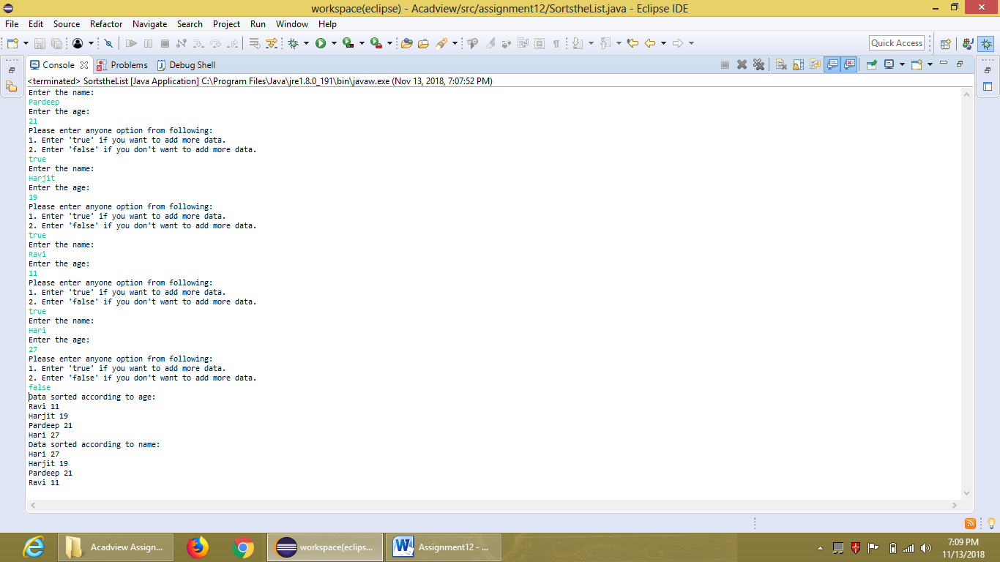 workspace(eclipse) - Acadview/src/assignment12/SortstheList.java - Eclipse IDE
File Edit Source Refactor Navigate Search Project Run Window Help
Quick Access
Console Problems Debug Shell
<terminated> SortstheList [Java Application] C:\Program Files\Java\jre1.8.0_191\bin\javaw.exe (Nov 13, 2018, 7:07:52 PM)
Enter the name:
Pardeep
Enter the age:
21
Please enter anyone option from following:
1. Enter 'true' if you want to add more data.
2. Enter 'false' if you don't want to add more data.
true
Enter the name:
Harjit
Enter the age:
19
Please enter anyone option from following:
1. Enter 'true' if you want to add more data.
2. Enter 'false' if you don't want to add more data.
true
Enter the name:
Ravi
Enter the age:
11
Please enter anyone option from following:
1. Enter 'true' if you want to add more data.
2. Enter 'false' if you don't want to add more data.
true
Enter the name:
Hari
Enter the age:
27
Please enter anyone option from following:
1. Enter 'true' if you want to add more data.
2. Enter 'false' if you don't want to add more data.
false
Data sorted according to age:
Ravi 11
Harjit 19
Pardeep 21
Hari 27
Data sorted according to name:
Hari 27
Harjit 19
Pardeep 21
Ravi 11
Acadview Assign... workspace(eclips... Assignment12 - ...
7:09 PM
11/13/2018